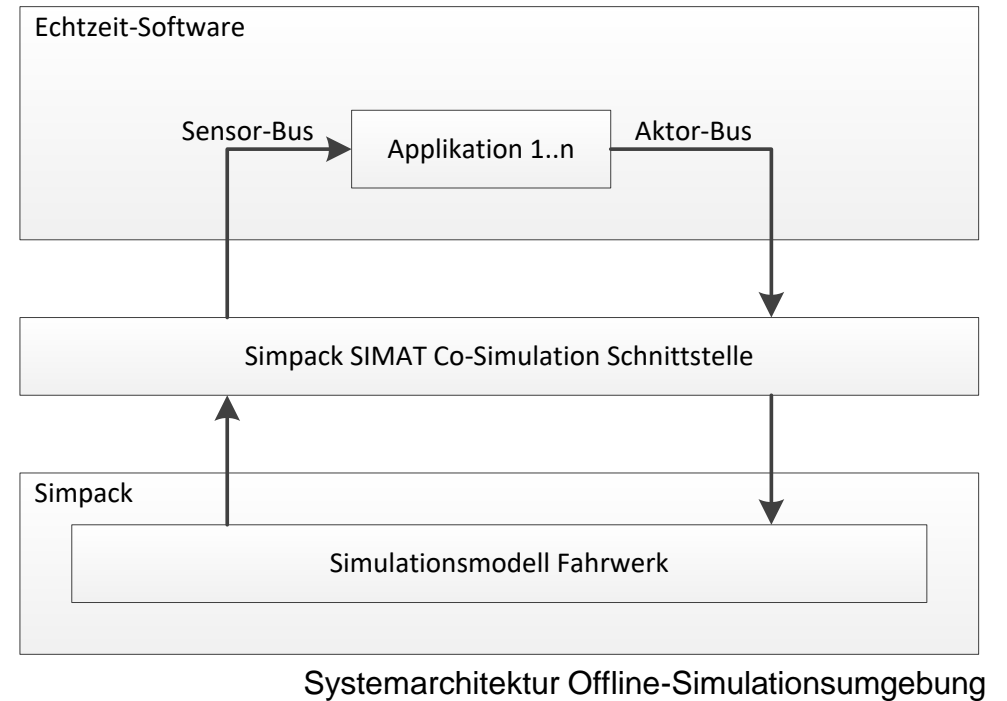 Echtzeit-Software
Sensor-Bus
Applikation 1..n
Aktor-Bus
Simpack SIMAT Co-Simulation Schnittstelle
Simpack
Simulationsmodell Fahrwerk
Systemarchitektur Offline-Simulationsumgebung